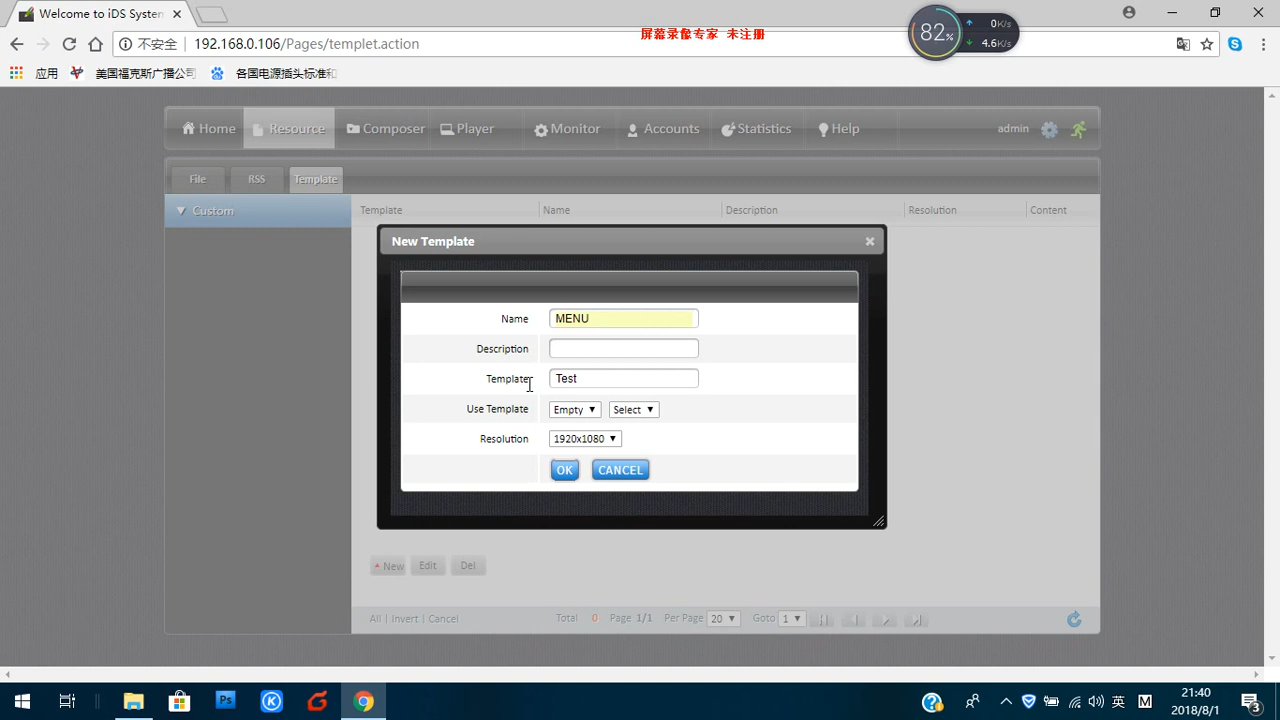 Welcome to iDS System
屏幕录像专家 未注册
82%
0K/s
4.6K/s
不安全
192.168.0.106/Pages/templet.action
应用
美国福克斯广播公司
各国电源插头标准和
Home
Resource
Composer
Player
Monitor
Accounts
Statistics
Help
admin
File
RSS
Template
Custom
Template
Name
Description
Resolution
Content
New Template
Name
MENU
Description
Template
Test
Use Template
Empty
Select
Resolution
1920x1080
OK
CANCEL
New
Edit
Del
All | Invert | Cancel
Total 0
Page 1/1
Per Page 20
Goto 1
Ps
K
英
M
21:40
2018/8/1
3